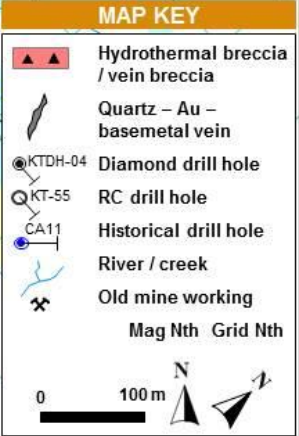 MAP KEY
Hydrothermal breccia
/ vein breccia
Quartz – Au –
basemetal vein
KTDH-04 Diamond drill hole
KT-55 RC drill hole
CA11 Historical drill hole
River / creek
Old mine working
Mag Nth Grid Nth
N N
0 100 m